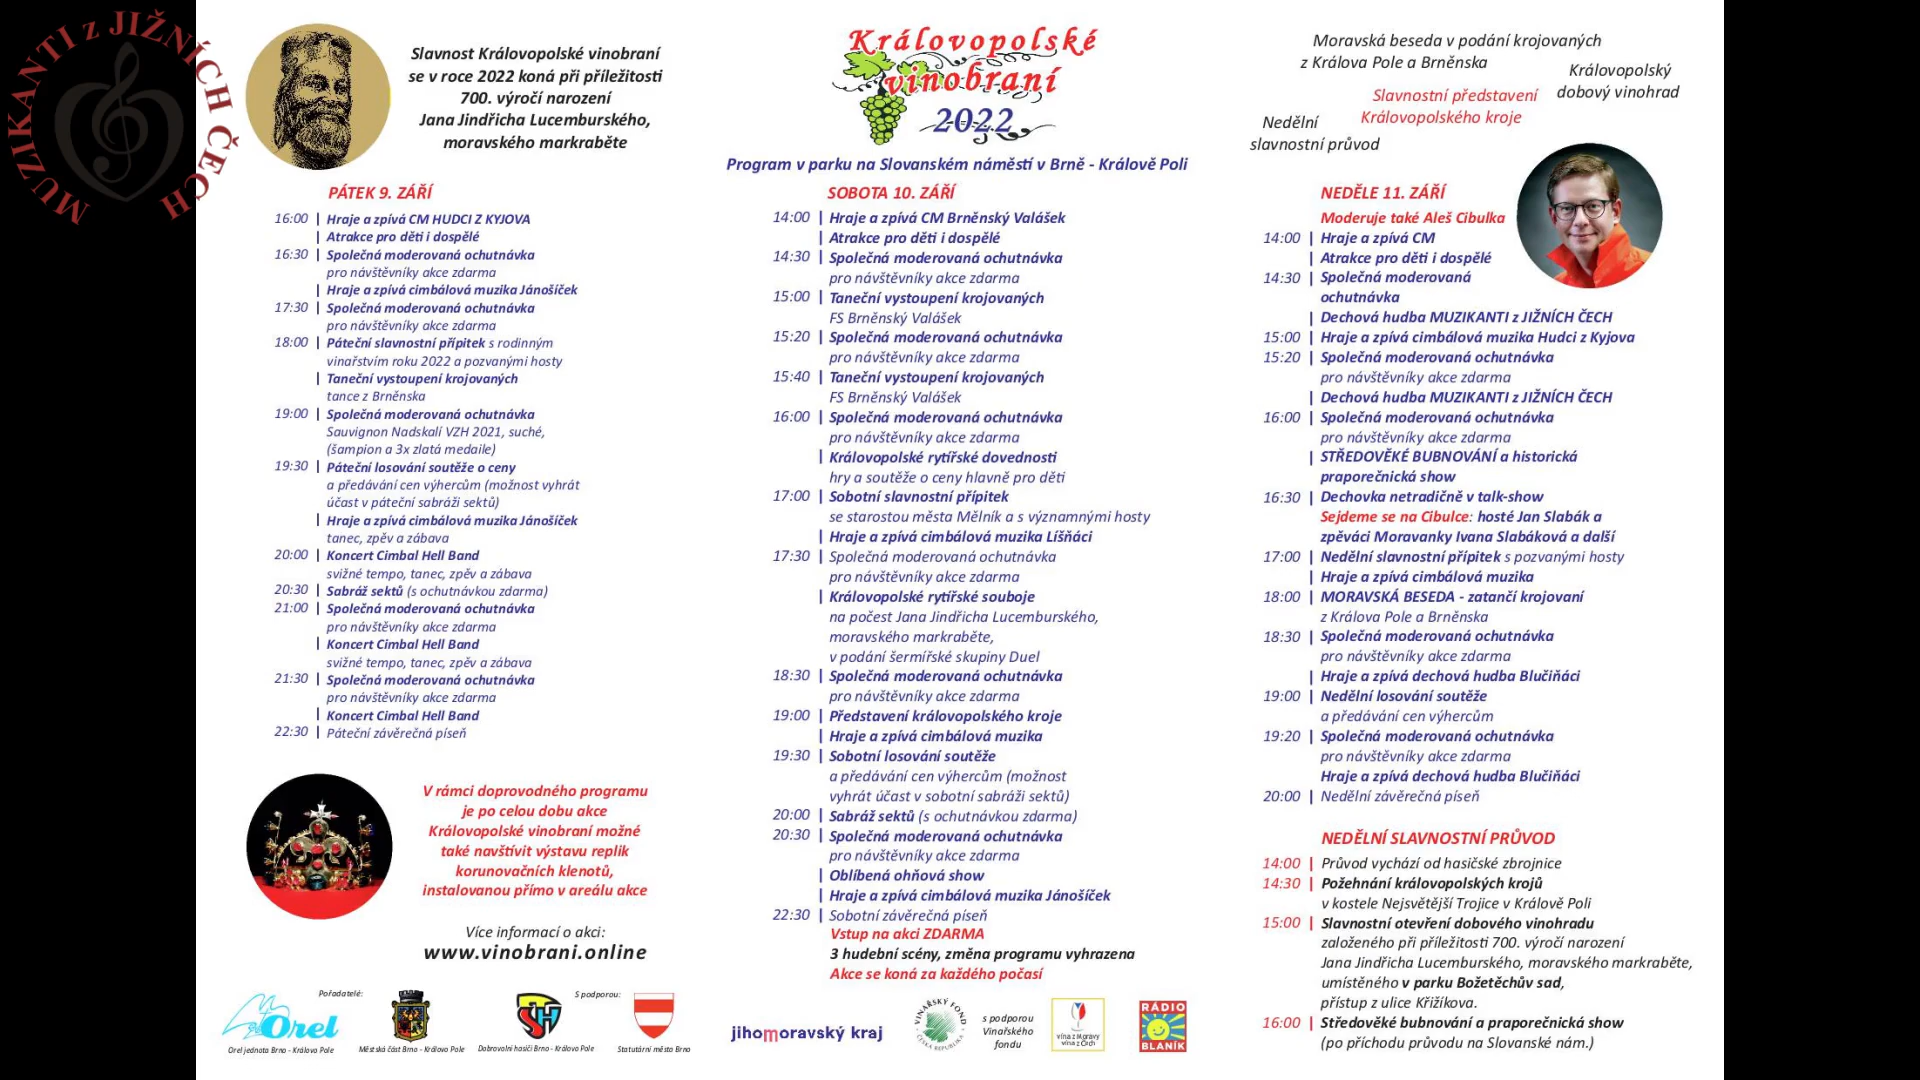 MUZIKANTI z JIŽNÍCH ČECH
Slavnost Královopolské vinobraní
se v roce 2022 koná při příležitosti
700. výročí narození
Jana Jindřicha Lucemburského,
moravského markraběte
Královopolské
vinobraní
2022
Program v parku na Slovanském náměstí v Brně - Králově Poli
Moravská beseda v podání krojovaných
z Králova Pole a Brněnska
Královopolský
dobový vinohrad
Slavnostní představení
Královopolského kroje
Nedělní
slavnostní průvod
PÁTEK 9. ZÁŘÍ
16:00 | Hraje a zpívá CM HUDCI Z KYJOVA
| Atrakce pro děti i dospělé
16:30 | Společná moderovaná ochutnávka
pro návštěvníky akce zdarma
| Hraje a zpívá cimbálová muzika Jánošíček
17:30 | Společná moderovaná ochutnávka
pro návštěvníky akce zdarma
18:00 | Páteční slavnostní přípitek s rodinným
vinařstvím roku 2022 a pozvanými hosty
| Taneční vystoupení krojovaných
tance z Brněnska
19:00 | Společná moderovaná ochutnávka
Sauvignon Nadskalí VZH 2021, suché,
(šampion a 3x zlatá medaile)
19:30 | Páteční losování soutěže o ceny
a předávání cen výhercům (možnost vyhrát
účast v páteční sabráži sektů)
| Hraje a zpívá cimbálová muzika Jánošíček
tanec, zpěv a zábava
20:00 | Koncert Cimbal Hell Band
svižné tempo, tanec, zpěv a zábava
20:30 | Sabráž sektů (s ochutnávkou zdarma)
21:00 | Společná moderovaná ochutnávka
pro návštěvníky akce zdarma
| Koncert Cimbal Hell Band
svižné tempo, tanec, zpěv a zábava
21:30 | Společná moderovaná ochutnávka
pro návštěvníky akce zdarma
| Koncert Cimbal Hell Band
22:30 | Páteční závěrečná píseň
V rámci doprovodného programu
je po celou dobu akce
Královopolské vinobraní možné
také navštívit výstavu replik
korunovačních klenotů,
instalovanou přímo v areálu akce
Více informací o akci:
www.vinobrani.online
SOBOTA 10. ZÁŘÍ
14:00 | Hraje a zpívá CM Brněnský Valášek
| Atrakce pro děti i dospělé
14:30 | Společná moderovaná ochutnávka
pro návštěvníky akce zdarma
15:00 | Taneční vystoupení krojovaných
FS Brněnský Valášek
15:20 | Společná moderovaná ochutnávka
pro návštěvníky akce zdarma
15:40 | Taneční vystoupení krojovaných
FS Brněnský Valášek
16:00 | Společná moderovaná ochutnávka
pro návštěvníky akce zdarma
| Královopolské rytířské dovednosti
hry a soutěže o ceny hlavně pro děti
17:00 | Sobotní slavnostní přípitek
se starostou města Mělník a s významnými hosty
| Hraje a zpívá cimbálová muzika Líšňáci
17:30 | Společná moderovaná ochutnávka
pro návštěvníky akce zdarma
| Královopolské rytířské souboje
na počest Jana Jindřicha Lucemburského,
moravského markraběte,
v podání šermířské skupiny Duel
18:30 | Společná moderovaná ochutnávka
pro návštěvníky akce zdarma
19:00 | Představení královopolského kroje
| Hraje a zpívá cimbálová muzika
19:30 | Sobotní losování soutěže
a předávání cen výhercům (možnost
vyhrát účast v sobotní sabráži sektů)
20:00 | Sabráž sektů (s ochutnávkou zdarma)
20:30 | Společná moderovaná ochutnávka
pro návštěvníky akce zdarma
| Oblíbená ohňová show
| Hraje a zpívá cimbálová muzika Jánošíček
22:30 | Sobotní závěrečná píseň
Vstup na akci ZDARMA
3 hudební scény, změna programu vyhrazena
Akce se koná za každého počasí
NEDĚLE 11. ZÁŘÍ
Moderuje také Aleš Cibulka
14:00 | Hraje a zpívá CM
| Atrakce pro děti i dospělé
14:30 | Společná moderovaná
ochutnávka
| Dechová hudba MUZIKANTI z JIŽNÍCH ČECH
15:00 | Hraje a zpívá cimbálová muzika Hudci z Kyjova
15:20 | Společná moderovaná ochutnávka
pro návštěvníky akce zdarma
| Dechová hudba MUZIKANTI z JIŽNÍCH ČECH
16:00 | Společná moderovaná ochutnávka
pro návštěvníky akce zdarma
| STŘEDOVĚKÉ BUBNOVÁNÍ a historická
praporečnická show
16:30 | Dechovka netradičně v talk-show
Sejdeme se na Cibulce: hosté Jan Slabák a
zpěváci Moravanky Ivana Slabáková a další
17:00 | Nedělní slavnostní přípitek s pozvanými hosty
| Hraje a zpívá cimbálová muzika
18:00 | MORAVSKÁ BESEDA - zatančí krojovaní
z Králova Pole a Brněnska
18:30 | Společná moderovaná ochutnávka
pro návštěvníky akce zdarma
| Hraje a zpívá dechová hudba Blučiňáci
19:00 | Nedělní losování soutěže
a předávání cen výhercům
19:20 | Společná moderovaná ochutnávka
pro návštěvníky akce zdarma
Hraje a zpívá dechová hudba Blučiňáci
20:00 | Nedělní závěrečná píseň
NEDĚLNÍ SLAVNOSTNÍ PRŮVOD
14:00 | Průvod vychází od hasičské zbrojnice
14:30 | Požehnání královopolských krojů
v kostele Nejsvětější Trojice v Králově Poli
15:00 | Slavnostní otevření dobového vinohradu
založeného při příležitosti 700. výročí narození
Jana Jindřicha Lucemburského, moravského markraběte,
umístěného v parku Božetěchův sad,
přístup z ulice Křižíkova.
16:00 | Středověké bubnování a praporečnická show
(po příchodu průvodu na Slovanské nám.)
Pořadatelé:
S podporou:
Orel
Orel jednota Brno - Králova Pole
Městská část Brno - Královo Pole
Dobrovolní hasiči Brno - Králova Pole
Statutární město Brno
jihomoravský kraj
VINAŘSKÝ FOND
ČESKÁ REPUBLIKA
s podporou
Vinařského
fondu
vína z Moravy
vína z Čech
RÁDIO
BLANÍK